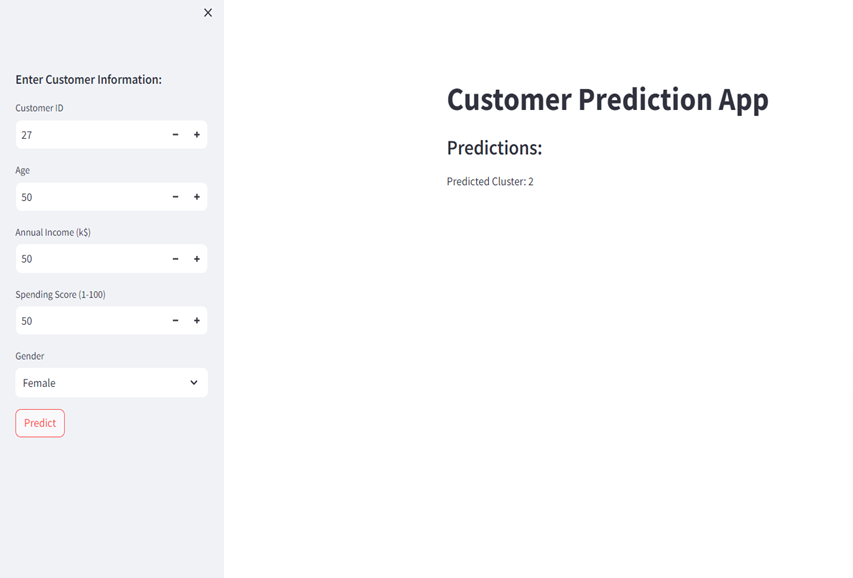 Enter Customer Information:
Customer ID
27
Age
50
Annual Income (k$)
50
Spending Score (1-100)
50
Gender
Female
Predict
Customer Prediction App
Predictions:
Predicted Cluster: 2